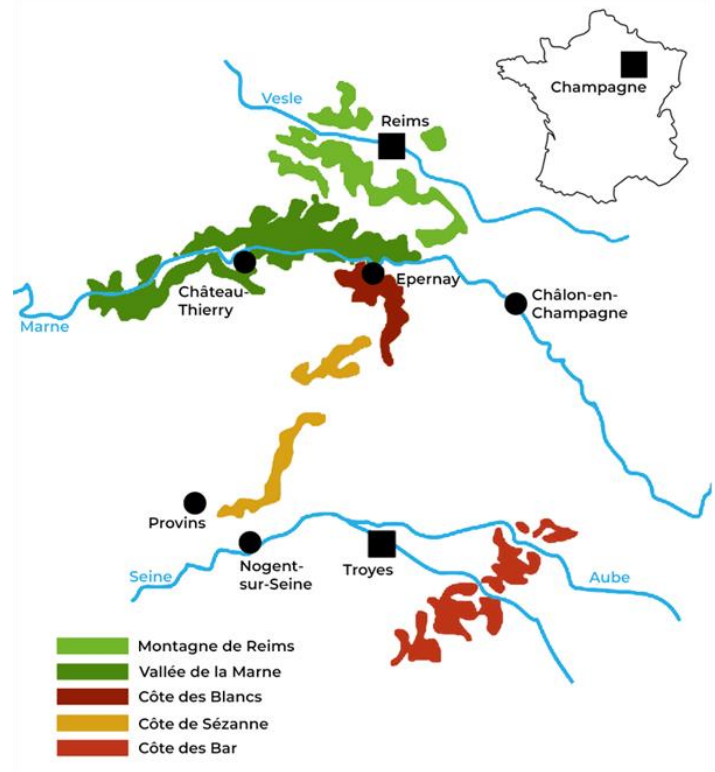 Vesle
Reims
Champagne
Château-
Thierry
Epernay
Châlon-en-
Champagne
Marne
Provins
Nogent-
sur-Seine
Troyes
Seine
Aube
Montagne de Reims
Vallée de la Marne
Côte des Blancs
Côte de Sézanne
Côte des Bar